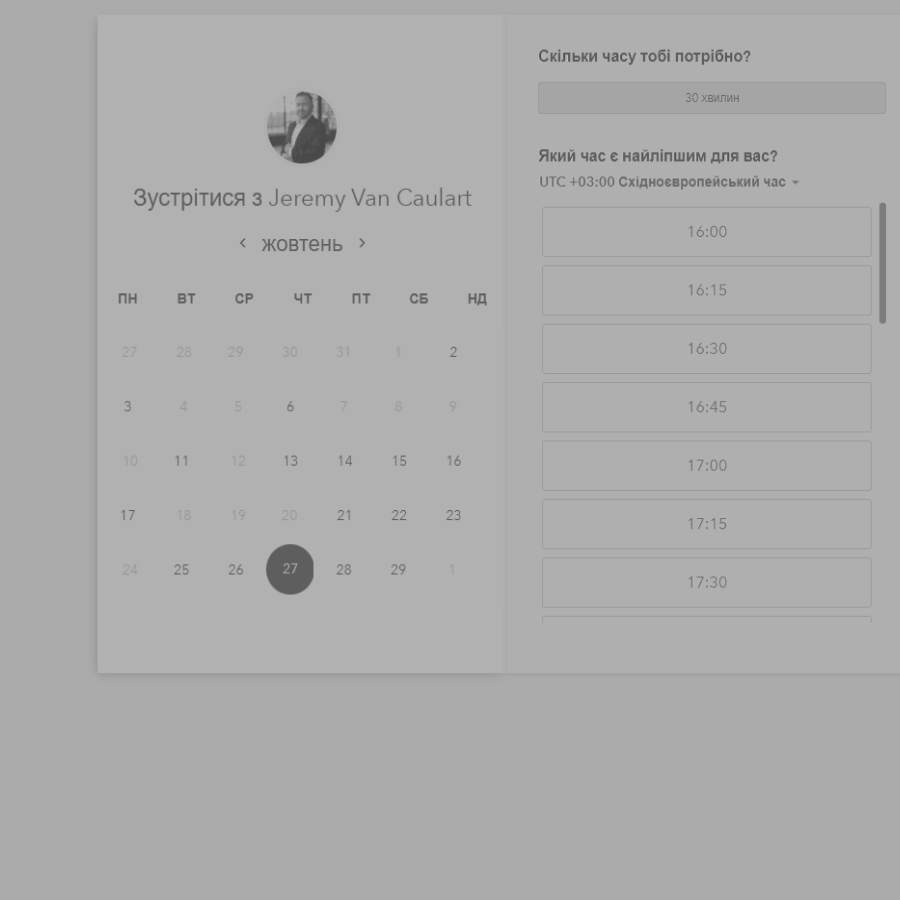 Зустрітися з Jeremy Van Caulart
жовтень
ПН ВТ СР ЧТ ПТ СБ НД
27 28 29 30 31 1 2
3 4 5 6 7 8 9
10 11 12 13 14 15 16
17 18 19 20 21 22 23
24 25 26 27 28 29 1
Скільки часу тобі потрібно?
30 хвилин
Який час є найліпшим для вас?
UTC +03:00 Східноєвропейський час
16:00
16:15
16:30
16:45
17:00
17:15
17:30